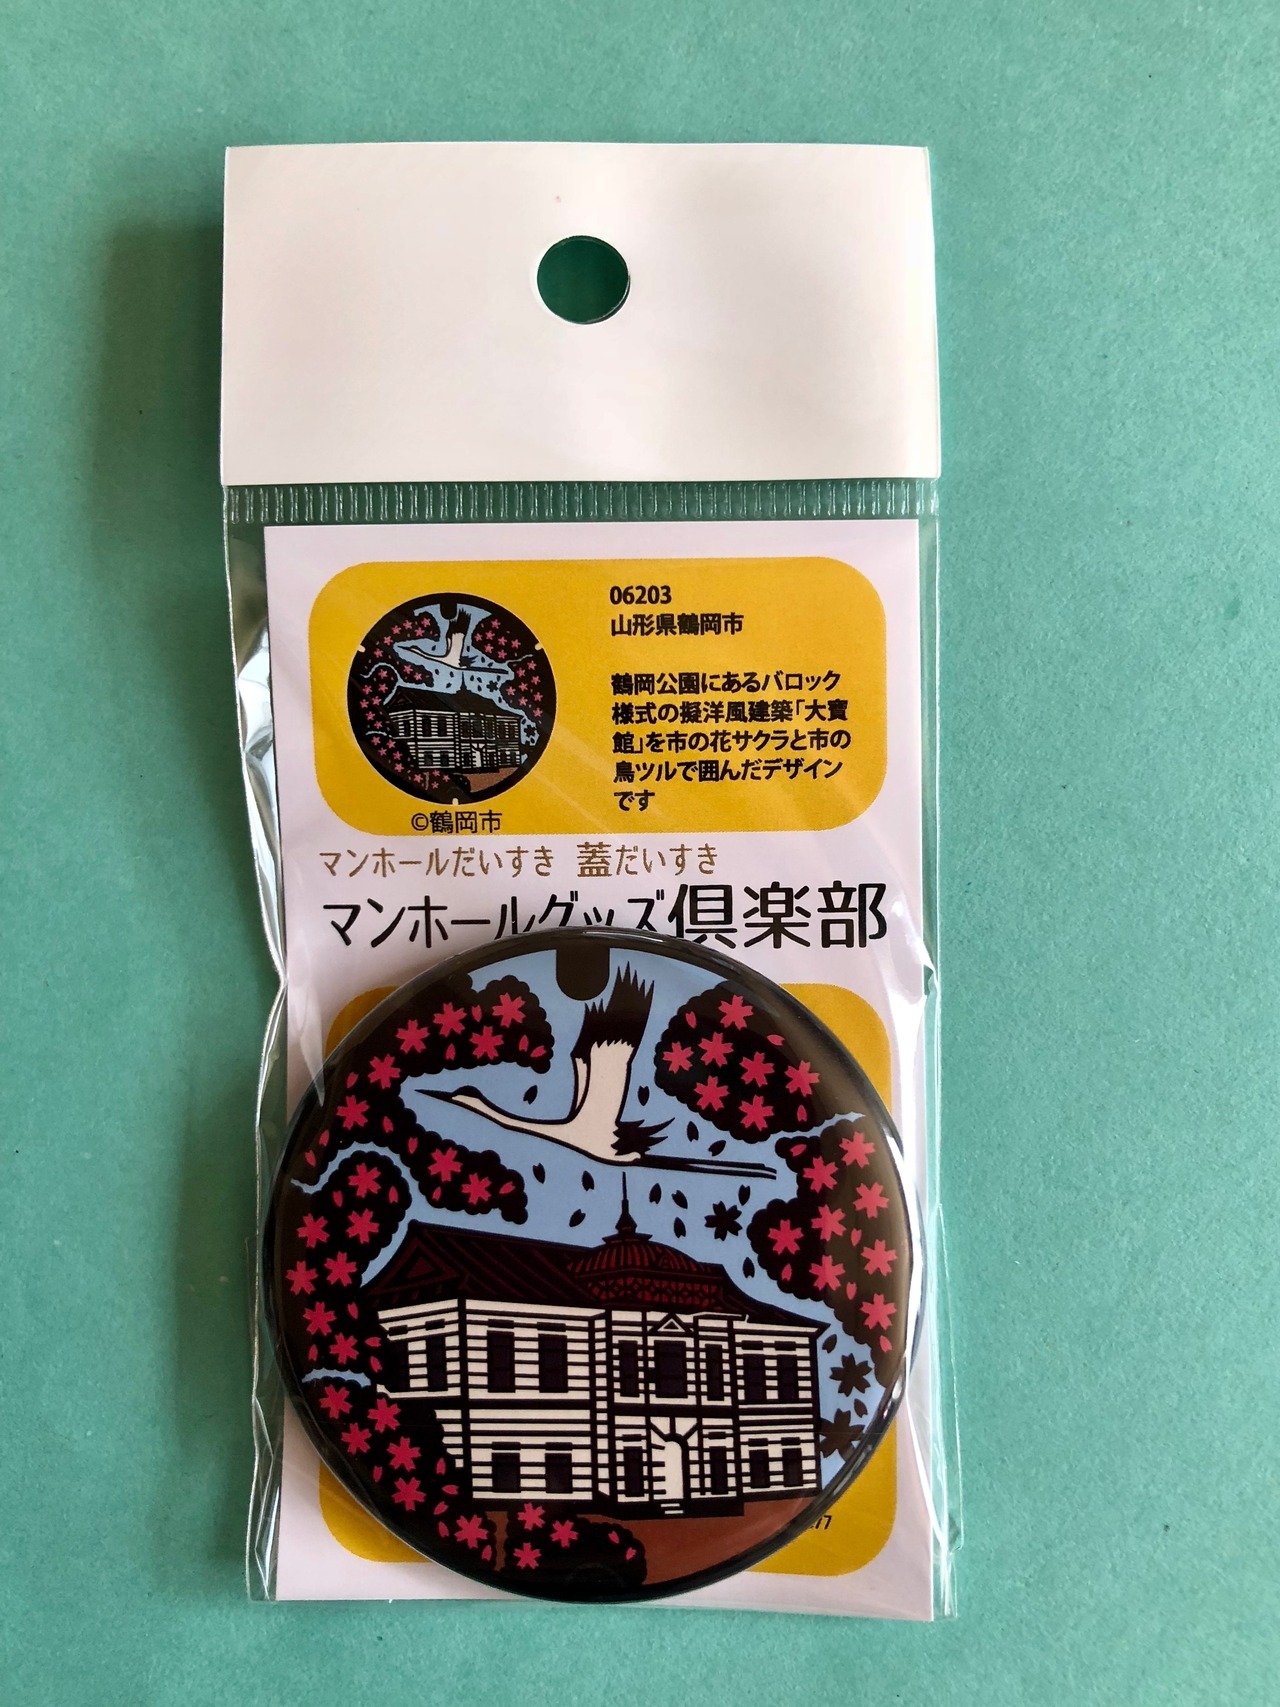 06203
山形県鶴岡市
鶴岡公園にあるバロック
様式の擬洋風建築「大寶
館」を市の花サクラと市の
鳥ツルで囲んだデザイン
です
©鶴岡市
マンホールだいすき 蓋だいすき
マンホールグッズ倶楽部